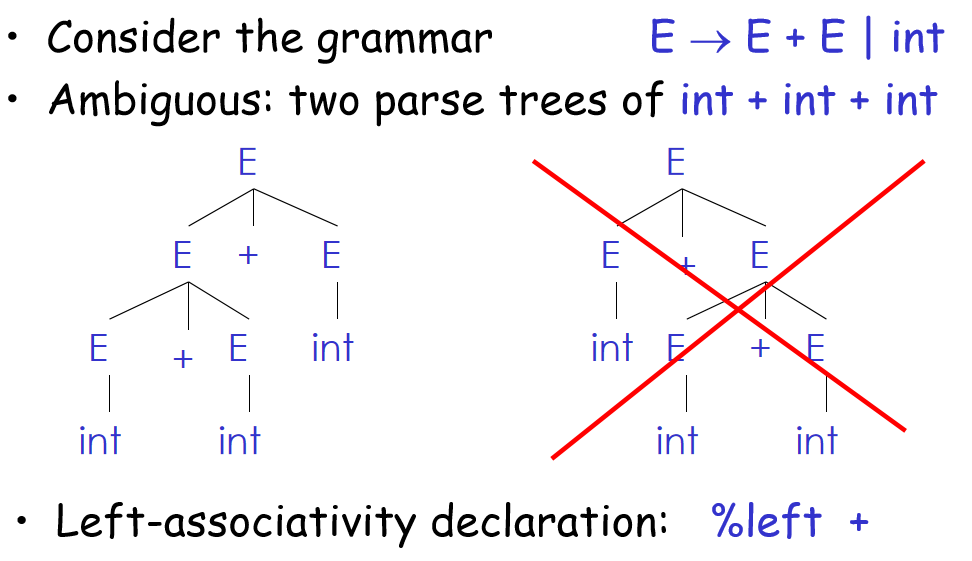 • Consider the grammar E → E + E | int
• Ambiguous: two parse trees of int + int + int
E E
E + E E + E
E + E int int E + E
int int int int
• Left-associativity declaration: %left +